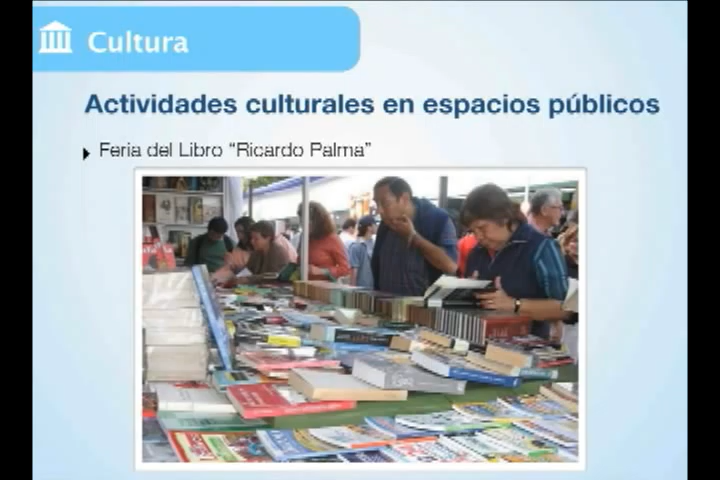 Cultura
Actividades culturales en espacios públicos
Feria del Libro “Ricardo Palma”